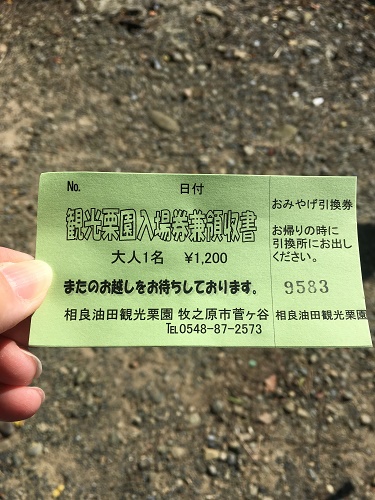 No. 日付
観光栗園入場券兼領収書
大人1名 ¥1,200
またのお越しをお待ちしております。
相良油田観光栗園 牧之原市菅ヶ谷
℡0548-87-2573
おみやげ引換券
お帰りの時に
引換所にお出し
ください。
9583
相良油田観光栗園